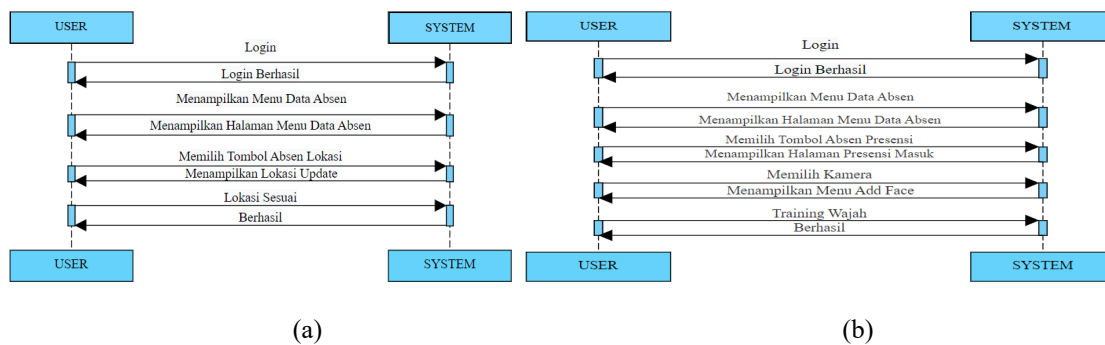 USER
SYSTEM
Login
Login Berhasil
Menampilkan Menu Data Absen
Menampilkan Halaman Menu Data Absen
Memilih Tombol Absen Lokasi
Menampilkan Lokasi Update
Lokasi Sesuai
Berhasil
USER
SYSTEM
(a)
USER
SYSTEM
Login
Login Berhasil
Menampilkan Menu Data Absen
Menampilkan Halaman Menu Data Absen
Memilih Tombol Absen Presensi
Menampilkan Halaman Presensi Masuk
Memilih Kamera
Menampilkan Menu Add Face
Training Wajah
Berhasil
USER
SYSTEM
(b)